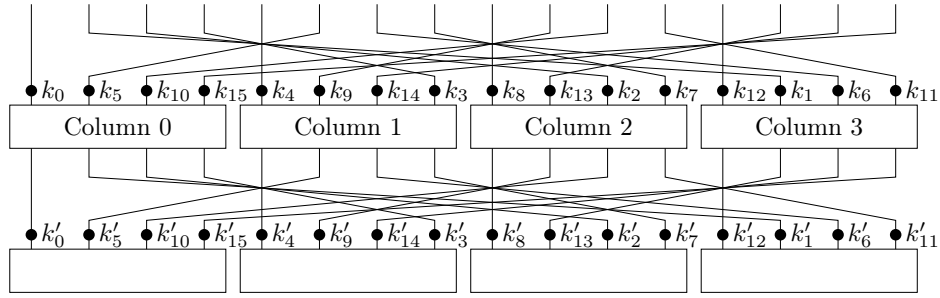 k₀ k₅ k₁₀ k₁₅ k₄ k₉ k₁₄ k₃ k₈ k₁₃ k₂ k₇ k₁₂ k₁ k₆ k₁₁
Column 0 Column 1 Column 2 Column 3
k′₀ k′₅ k′₁₀ k′₁₅ k′₄ k′₉ k′₁₄ k′₃ k′₈ k′₁₃ k′₂ k′₇ k′₁₂ k′₁ k′₆ k′₁₁